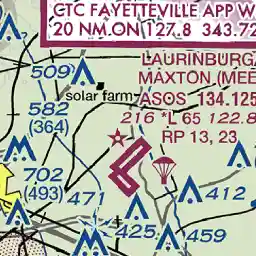 CTC FAYETTEVILLE APP W
20 NM ON 127.8 343.72
LAURINBURG
MAXTON (MEB
ASOS 134.125
216 *L 65 122.8
RP 13, 23
509
solar farm
582
(364)
702
(493)
471
425
412
459